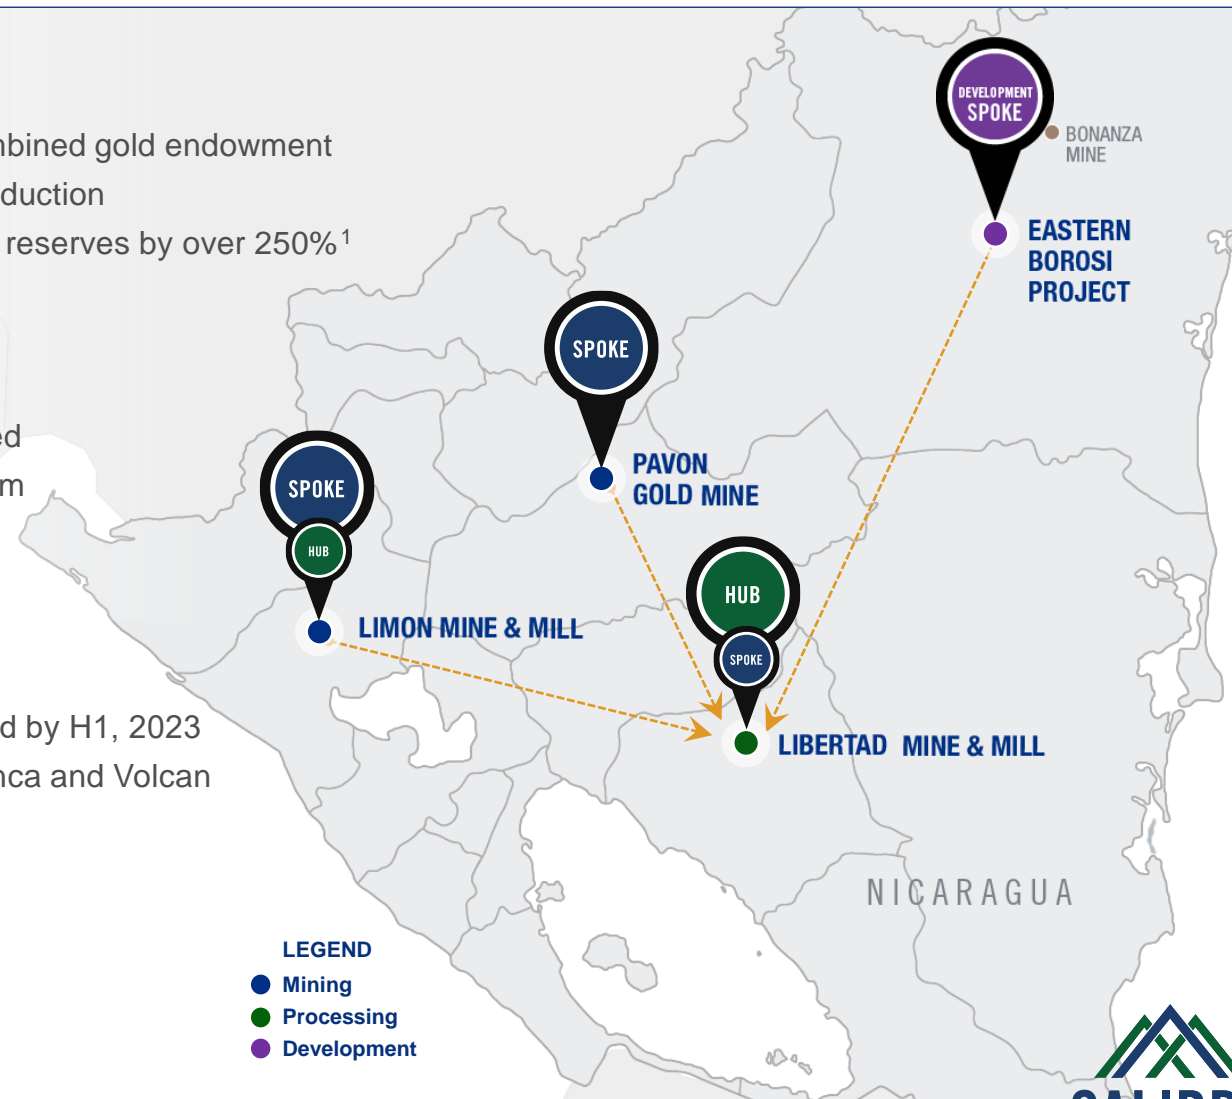 mbined gold endowment
duction
reserves by over 250%¹
ed
m
d by H1, 2023
nca and Volcan
DEVELOPMENT
SPOKE
BONANZA
MINE
EASTERN
BOROSI
PROJECT
SPOKE
PAVON
GOLD MINE
SPOKE
HUB
LIMON MINE & MILL
HUB
SPOKE
LIBERTAD MINE & MILL
NICARAGUA
LEGEND
Mining
Processing
Development